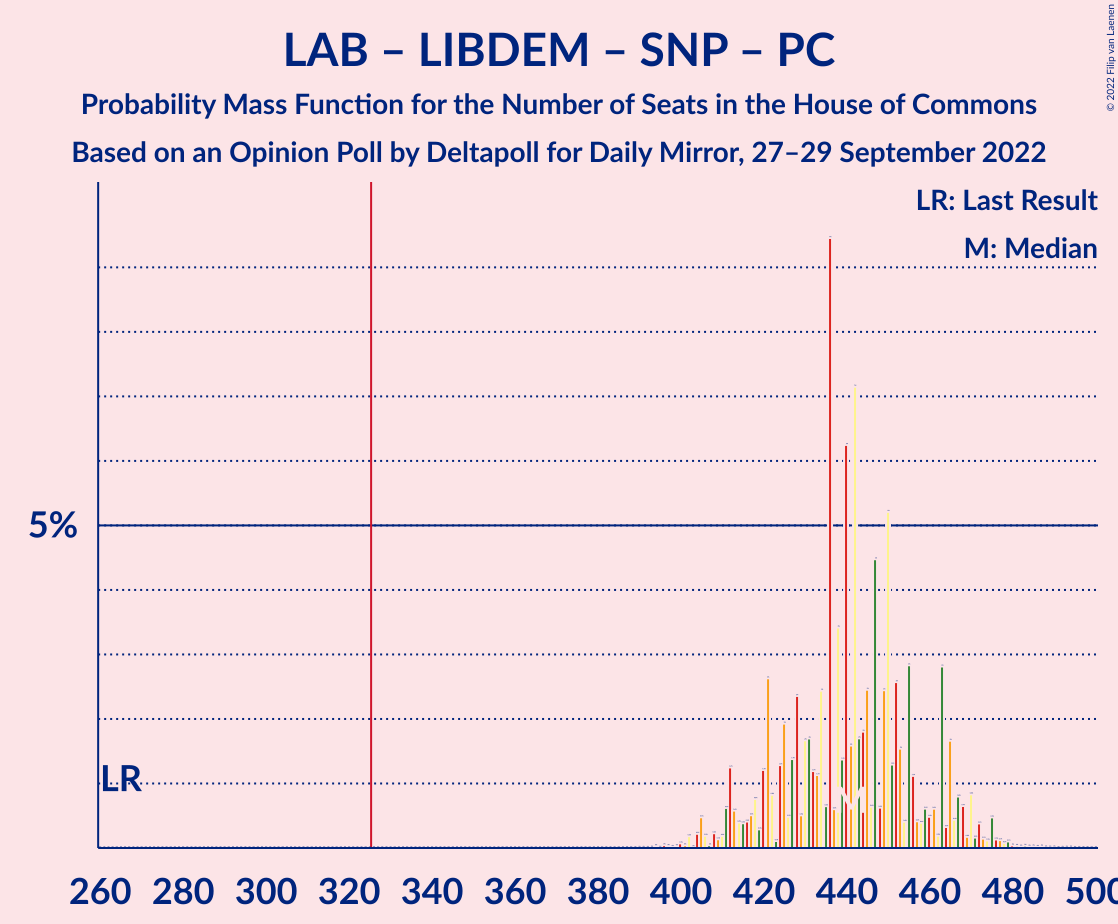 LAB – LIBDEM – SNP – PC
Probability Mass Function for the Number of Seats in the House of Commons
Based on an Opinion Poll by Deltapoll for Daily Mirror, 27–29 September 2022
© 2022 Filip van Laenen
LR: Last Result
M: Median
5%
LR
260 280 300 320 340 360 380 400 420 440 460 480 500